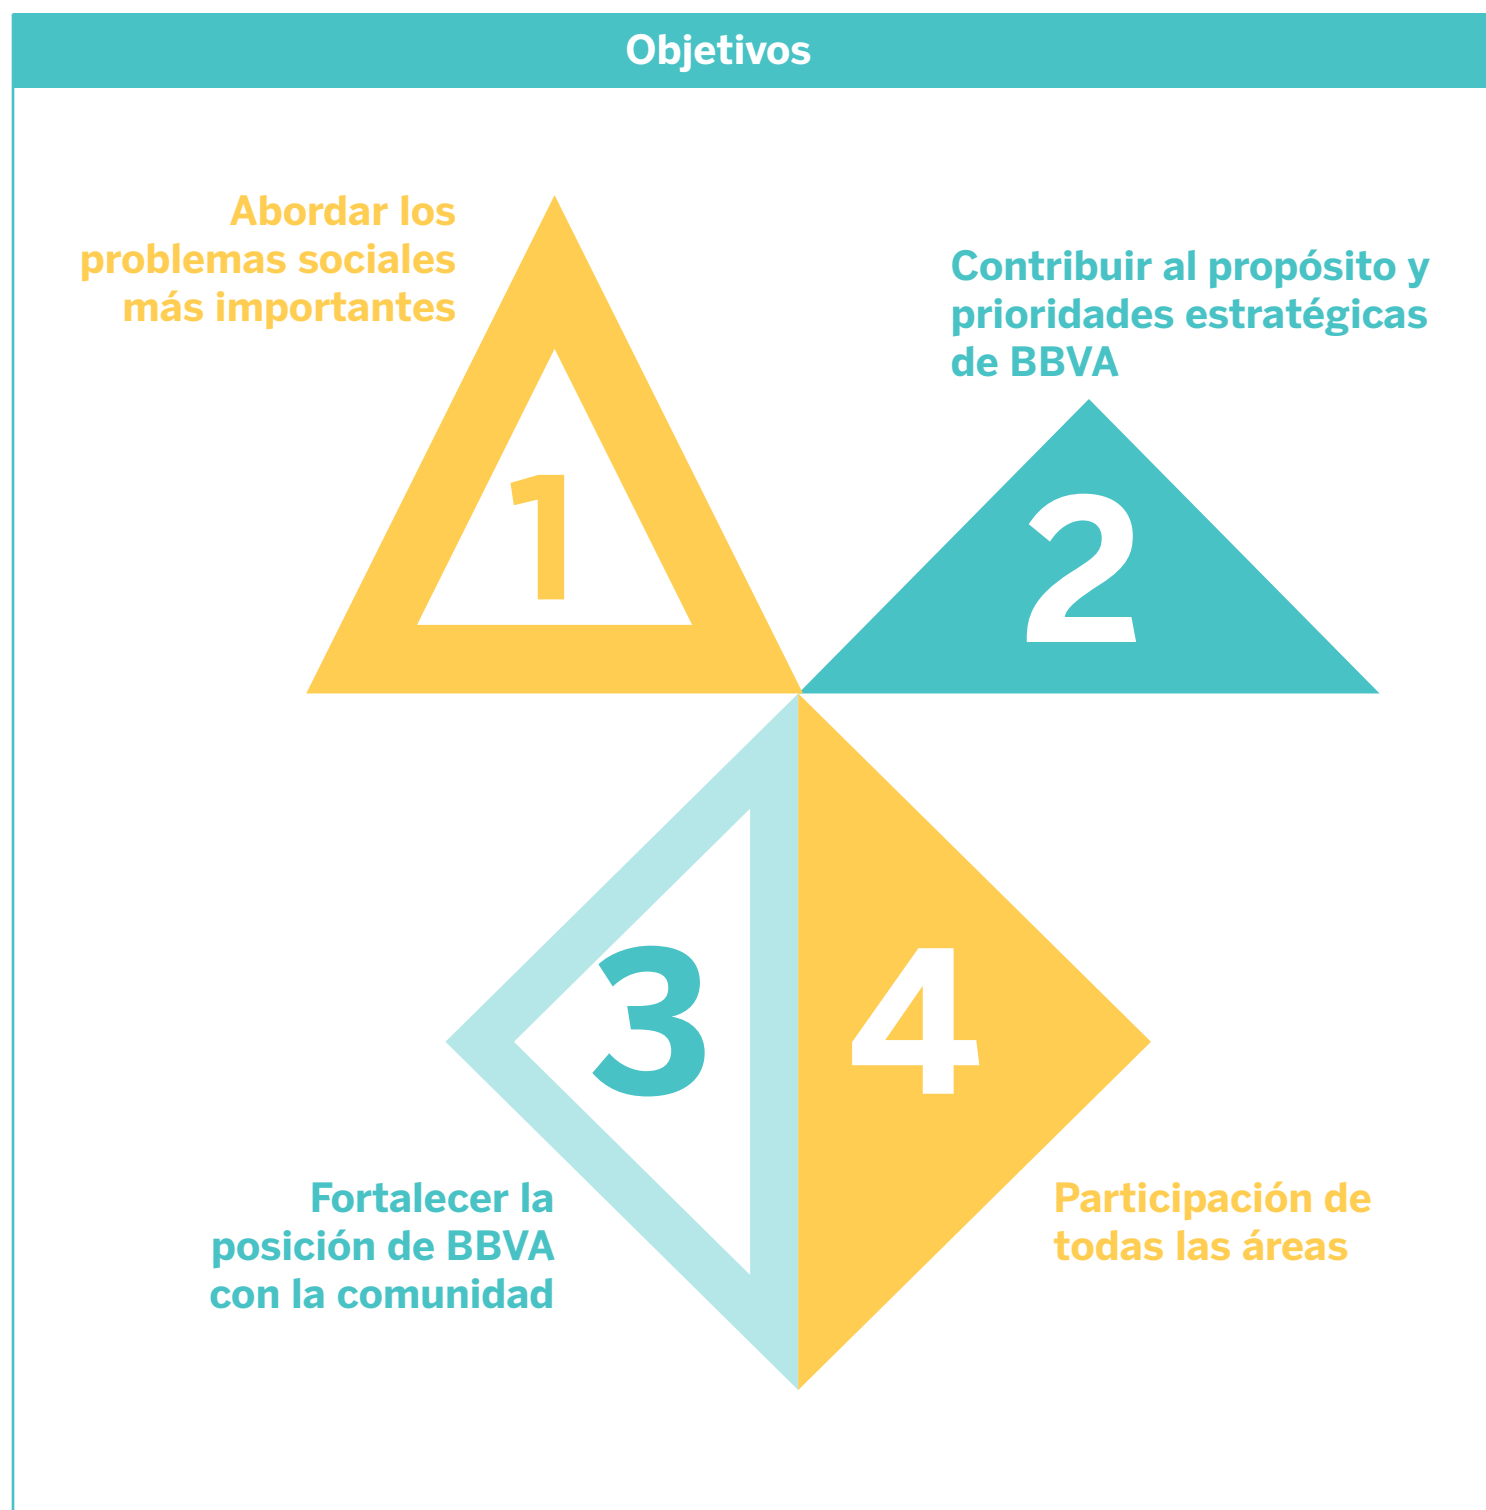 Objetivos
Abordar los
problemas sociales
más importantes
1
Contribuir al propósito y
prioridades estratégicas
de BBVA
2
3
Fortalecer la
posición de BBVA
con la comunidad
4
Participación de
todas las áreas